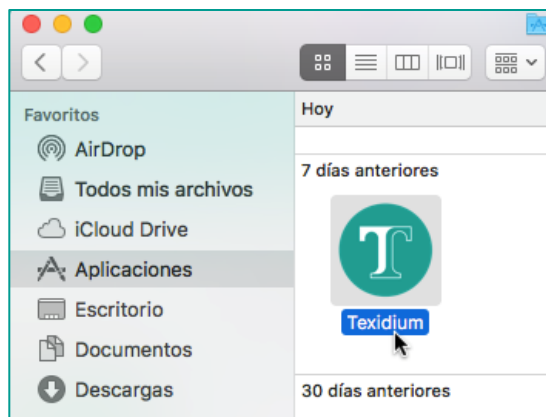 Favoritos
AirDrop
Todos mis archivos
iCloud Drive
Aplicaciones
Escritorio
Documentos
Descargas
Hoy
7 días anteriores
T
Texidium
30 días anteriores